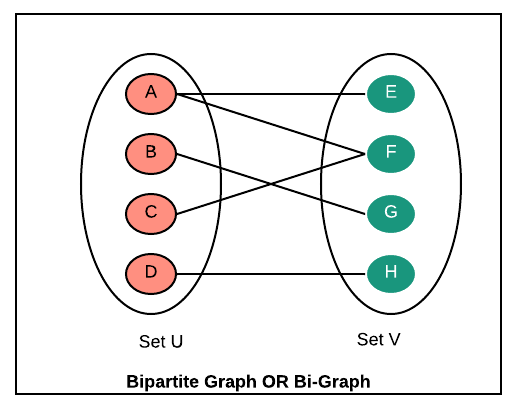 A E
B F
C G
D H
Set U Set V
Bipartite Graph OR Bi-Graph